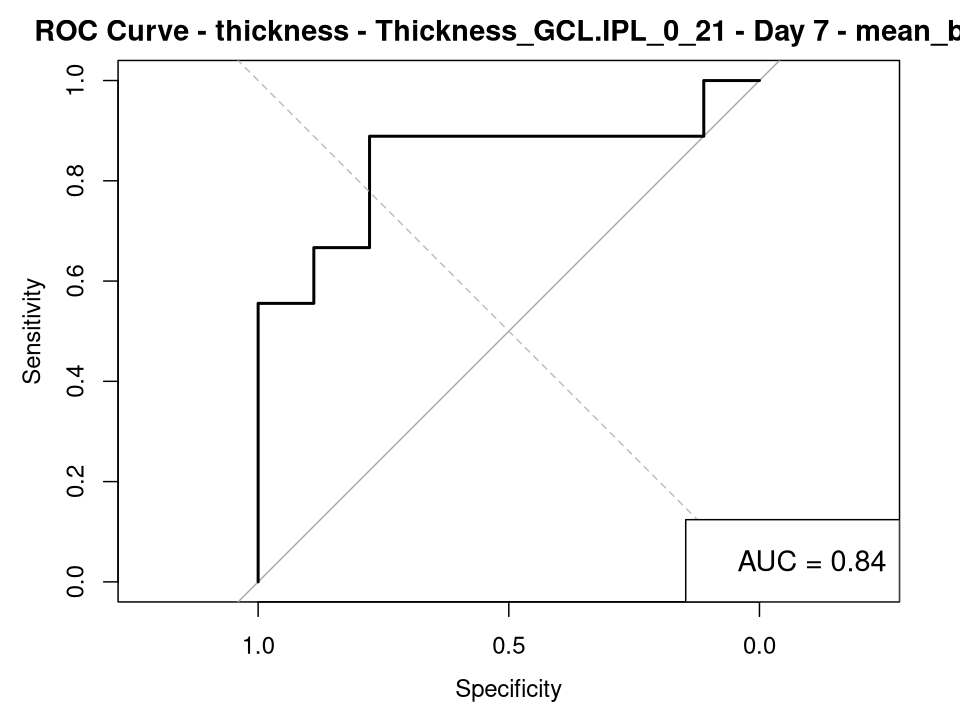 ROC Curve - thickness - Thickness_GCL.IPL_0_21 - Day 7 - mean_b
1.0
0.8
0.6
0.4
0.2
0.0
Sensitivity
AUC = 0.84
1.0 0.5 0.0
Specificity